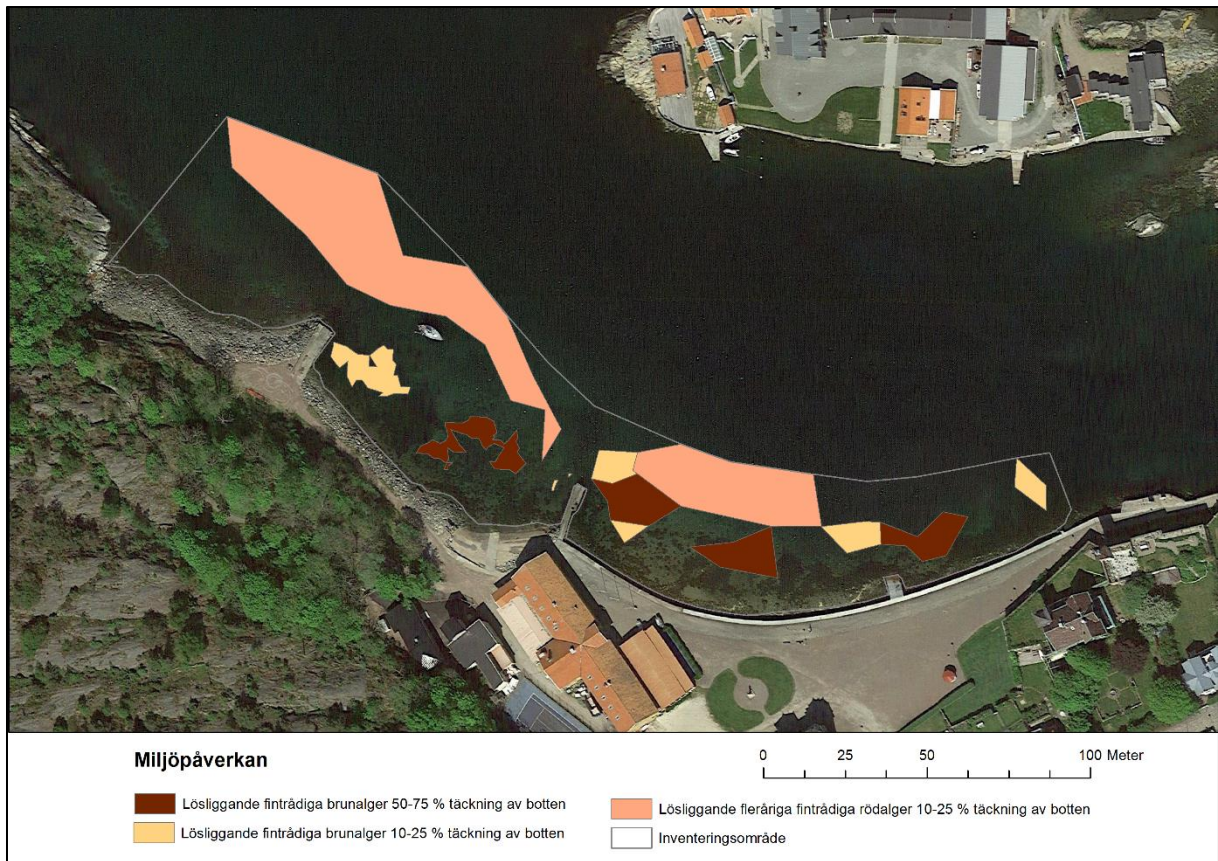 Miljöpåverkan
0 25 50 100 Meter
Lösliggande fintrådiga brunalger 50-75 % täckning av botten
Lösliggande fleråriga fintrådiga rödalger 10-25 % täckning av botten
Lösliggande fintrådiga brunalger 10-25 % täckning av botten
Inventeringsområde